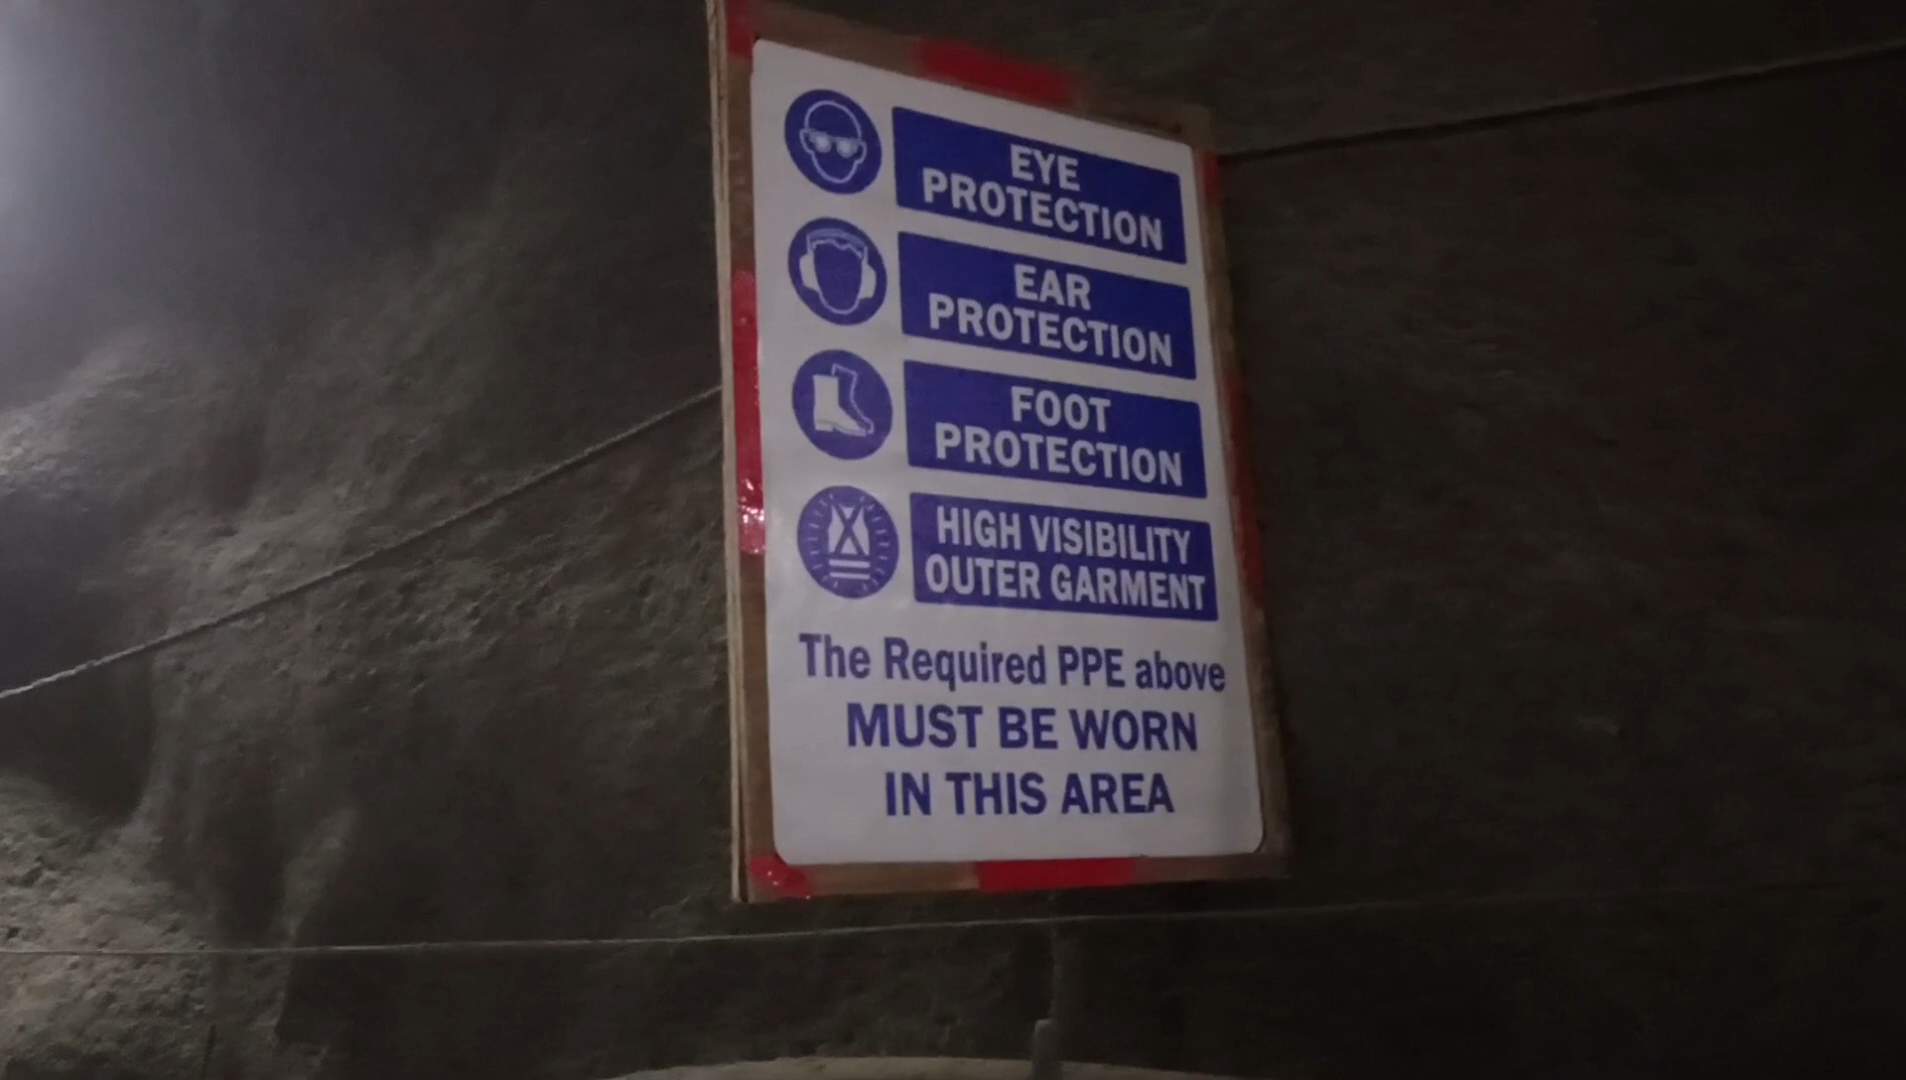 EYE
PROTECTION
EAR
PROTECTION
FOOT
PROTECTION
HIGH VISIBILITY
OUTER GARMENT
The Required PPE above
MUST BE WORN
IN THIS AREA